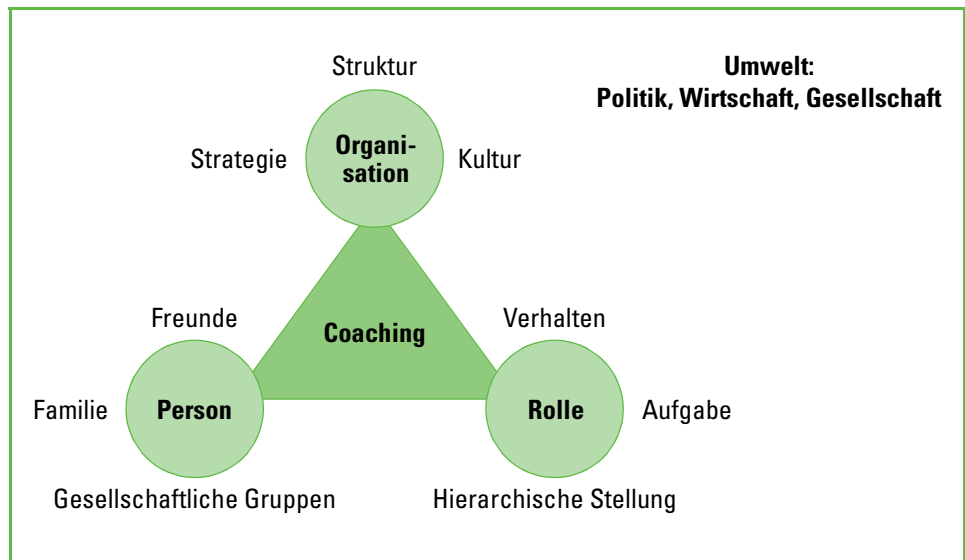 Struktur
Umwelt:
Politik, Wirtschaft, Gesellschaft
Strategie
Organi-
sation
Kultur
Freunde
Coaching
Verhalten
Familie
Person
Rolle
Aufgabe
Gesellschaftliche Gruppen
Hierarchische Stellung